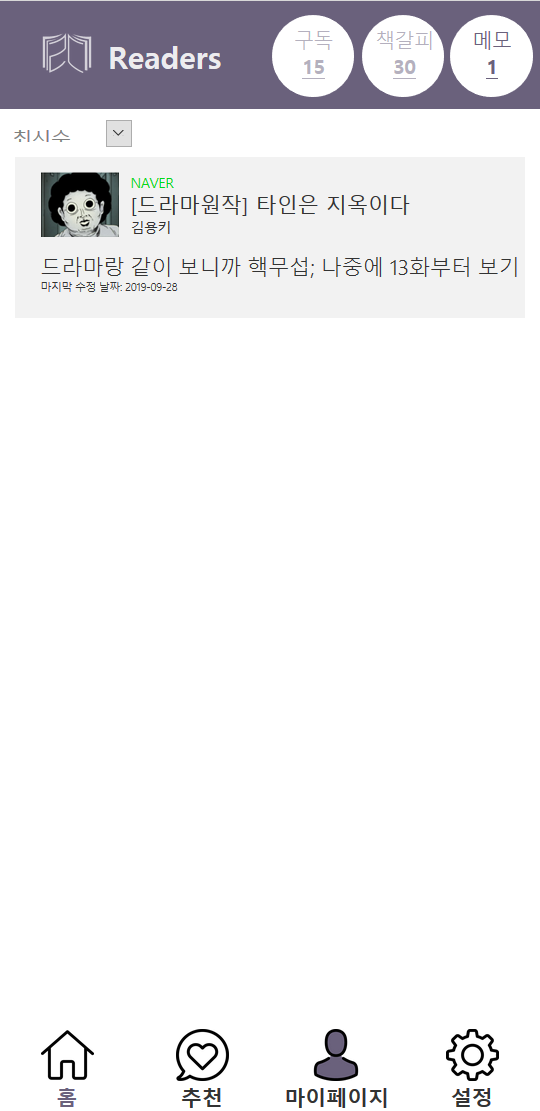 Readers
구독
15
책갈피
30
메모
1
최신순
NAVER
[드라마원작] 타인은 지옥이다
김용키
드라마랑 같이 보니까 핵무섭; 나중에 13화부터 보기
마지막 수정 날짜: 2019-09-28
홈
추천
마이페이지
설정